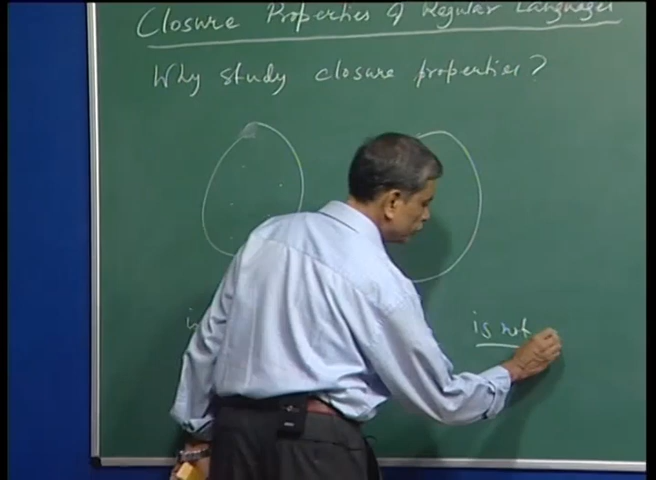 Closure Properties of Regular Languages
Why study closure properties?
is not